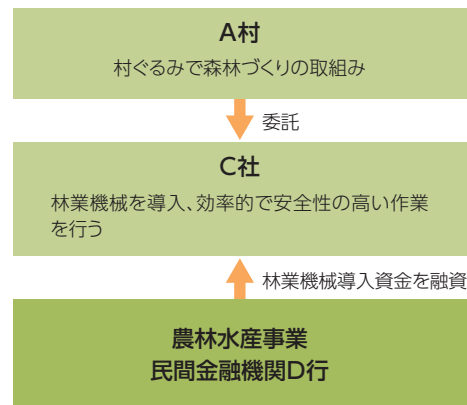 A村
村ぐるみで森林づくりの取組み
委託
C社
林業機械を導入、効率的で安全性の高い作業
を行う
林業機械導入資金を融資
農林水産事業
民間金融機関D行